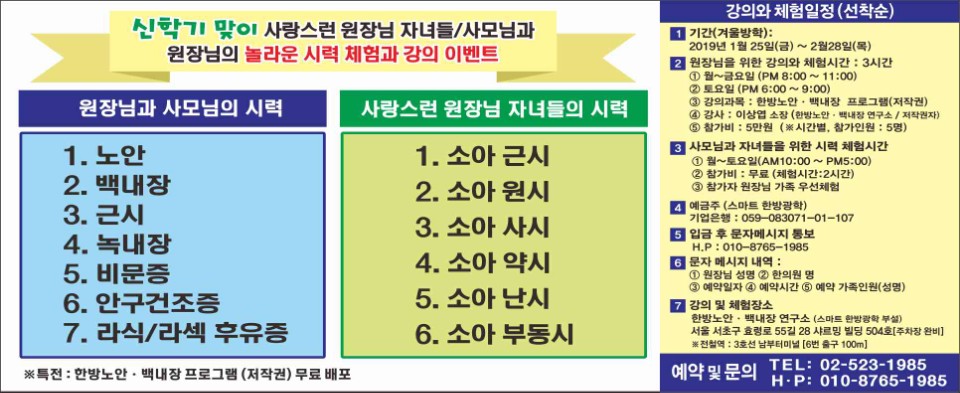 신학기 맞이 사랑스런 원장님 자녀들/사모님과
원장님의 놀라운 시력 체험과 강의 이벤트
원장님과 사모님의 시력
1. 노안
2. 백내장
3. 근시
4. 녹내장
5. 비문증
6. 안구건조증
7. 라식/라섹 후유증
사랑스런 원장님 자녀들의 시력
1. 소아 근시
2. 소아 원시
3. 소아 사시
4. 소아 약시
5. 소아 난시
6. 소아 부동시
※특전 : 한방노안 · 백내장 프로그램 (저작권) 무료 배포
강의와 체험일정 (선착순)
1 기간(겨울방학):
2019년 1월 25일(금) ~ 2월28일(목)
2 원장님을 위한 강의와 체험시간 : 3시간
① 월~금요일 (PM 8:00 ~ 11:00)
② 토요일 (PM 6:00 ~ 9:00)
③ 강의과목 : 한방노안 · 백내장 프로그램(저작권)
④ 강사 : 이상엽 소장 (한방노안 · 백내장 연구소 / 저작권자)
⑤ 참가비 : 5만원 (※시간별, 참가인원 : 5명)
3 사모님과 자녀들을 위한 시력 체험시간
① 월~토요일(AM10:00 ~ PM5:00)
② 참가비 : 무료 (체험시간:2시간)
③ 참가자 원장님 가족 우선체험
4 예금주 (스마트 한방광학)
기업은행 : 059-083071-01-107
5 입금 후 문자메시지 통보
H.P : 010-8765-1985
6 문자 메시지 내역 :
① 원장님 성명 ② 한의원 명
③ 예약일자 ④ 예약시간 ⑤ 예약 가족인원(성명)
7 강의 및 체험장소
한방노안 · 백내장 연구소 (스마트 한방광학 부설)
서울 서초구 효령로 55길 28 샤르밍 빌딩 504호[주차장 완비]
※전철역 : 3호선 남부터미널 [6번 출구 100m]
예약 및 문의
TEL: 02-523-1985
H·P: 010-8765-1985